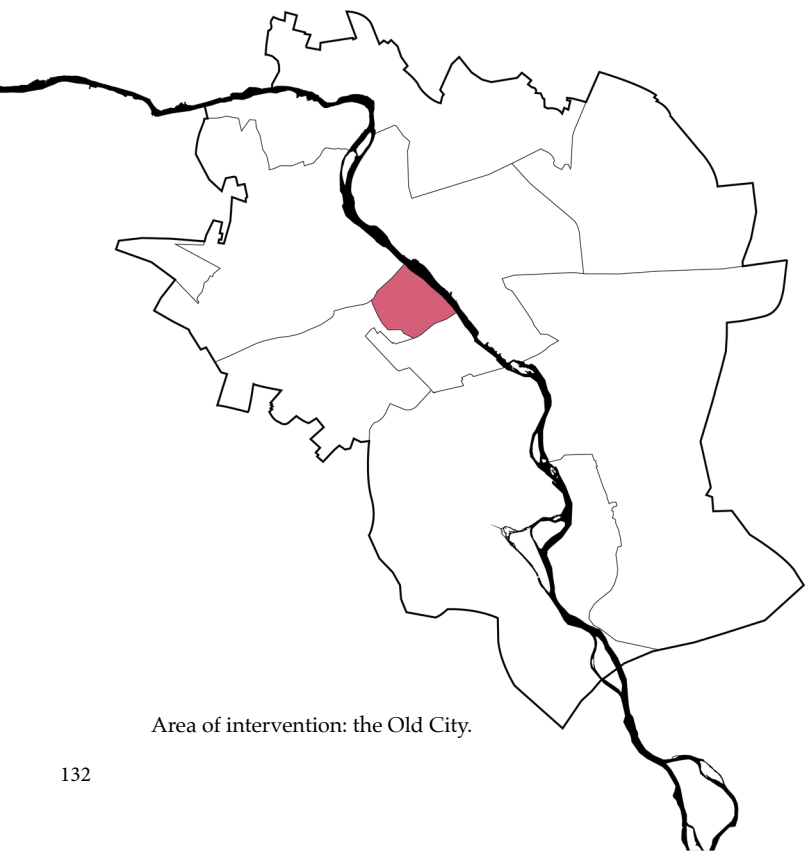 Area of intervention: the Old City.
132